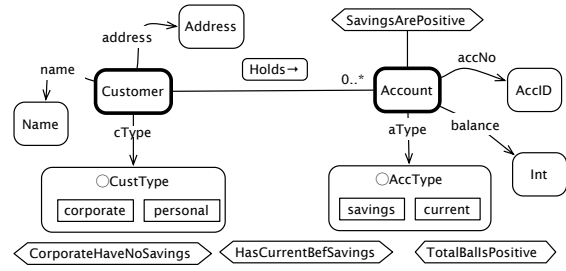 SavingsArePositive
Address
address
accNo
name
Holds→
0..*
Customer
Account
AccID
Name
cType
aType
balance
CustType
AccType
Int
corporate
personal
savings
current
CorporateHaveNoSavings
HasCurrentBefSavings
TotalBalIsPositive